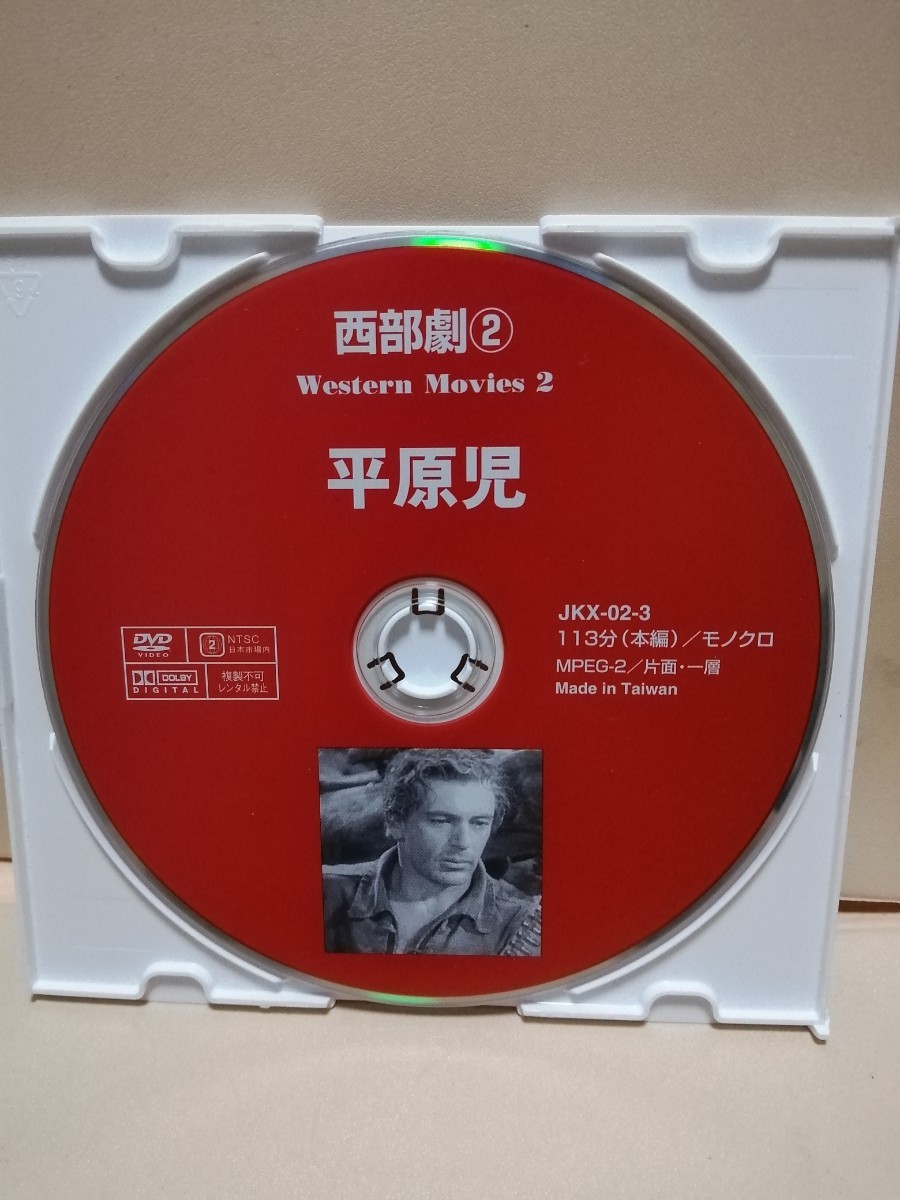 西部劇②
Western Movies 2
平原児
DVD
VIDEO
2
NTSC
日本市場内
DOLBY
DIGITAL
複製不可
レンタル禁止
JKX-02-3
113分(本編)/モノクロ
MPEG-2/片面・一層
Made in Taiwan